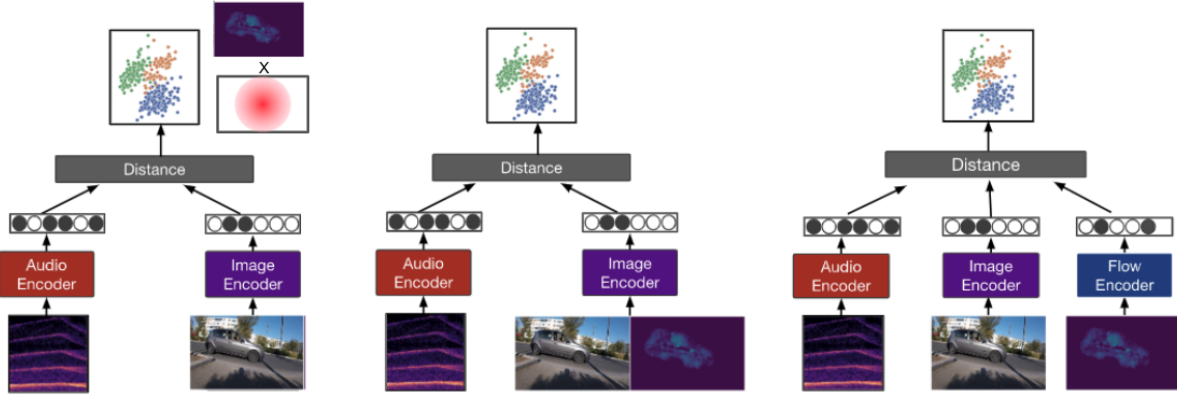 X
Distance
Audio
Encoder
Image
Encoder
Distance
Audio
Encoder
Image
Encoder
Distance
Audio
Encoder
Image
Encoder
Flow
Encoder